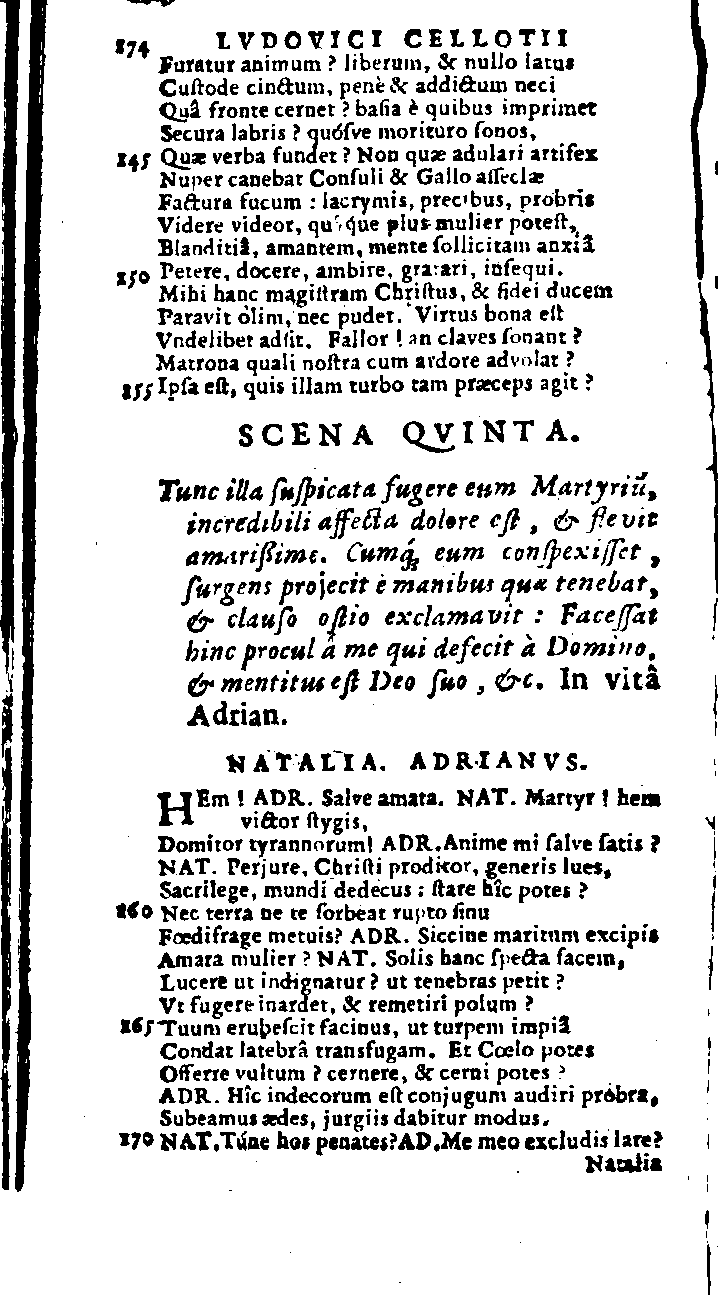 174 LVDOVICI CELLOTII
Furatur animum ? liberum, & nullo latus
Cuſtode cinctum, penè & addictum neci
Quâ fronte cernet ? baſia è quibus imprimet
Secura labris ? quóſve morituro ſonos,
245 Quæ verba fundet ? Non quæ adulari artifex
Nuper canebat Conſuli & Gallo aſſeclæ
Factura fucum : lacrymis, precibus, probris
Videre videor, quíque plus mulier poteſt,
Blanditiâ, amantem, mente ſollicitam anxiâ
250 Petere, docere, ambire, gratari, inſequi.
Mihi hanc magiſtram Chriſtus, & fidei ducem
Paravit olim, nec pudet. Virtus bona eſt
Vndelibet adſit. Fallor ! an claves ſonant ?
Matrona quali noſtra cum ardore advolat ?
255 Ipſa eſt, quis illam turbo tam præceps agit ?
SCENA QVINTA.
Tunc illa ſuſpicata fugere eum Martyriũ,
incredibili affecta dolore eſt , & flevit
amariſſime. Cumq́ꝫ eum conſpexiſſet ,
ſurgens projecit è manibus quæ tenebat,
& clauſo oſtio exclamavit : Faceſſat
hinc procul à me qui defecit à Domino,
& mentitus eſt Deo ſuo , &c. In vitâ
Adrian.
NATALIA. ADRIANVS.
HEm ! ADR. Salve amata. NAT. Martyr ! hem
victor ſtygis,
Domitor tyrannorum! ADR. Anime mi ſalve ſatis ?
NAT. Perjure, Chriſti proditor, generis lues,
Sacrilege, mundi dedecus : ſtare hîc potes ?
260 Nec terra ne te ſorbeat rupto ſinu
Fœdifrage metuis? ADR. Siccine maritum excipis
Amara mulier ? NAT. Solis hanc ſpecta facem,
Lucere ut indignatur ? ut tenebras petit ?
Vt fugere inardet, & remetiri polum ?
265 Tuum erubeſcit facinus, ut turpem impiâ
Condat latebrâ transfugam. Et Cœlo potes
Offerre vultum ? cernere, & cerni potes ?
ADR. Hîc indecorum eſt conjugum audiri probra,
Subeamus ædes, jurgiis dabitur modus.
270 NAT. Túne hos penates? AD. Me meo excludis lare?
Natalia